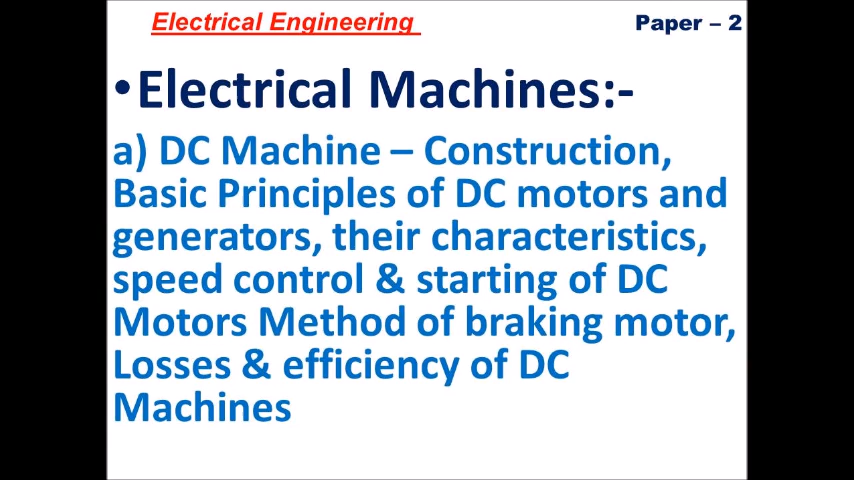 Electrical Engineering
Paper – 2
•Electrical Machines:-
a) DC Machine – Construction,
Basic Principles of DC motors and
generators, their characteristics,
speed control & starting of DC
Motors Method of braking motor,
Losses & efficiency of DC
Machines